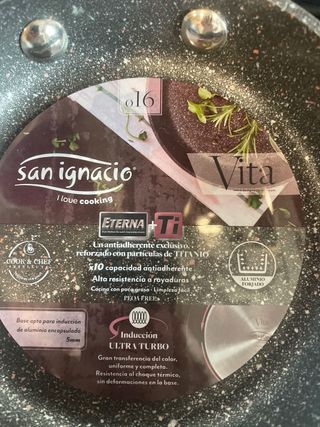 ø16
san ignacio
I love cooking
Vita
ETERNA + Ti
Un antiadherente exclusivo,
reforzado con partículas de TITANIO
x10 capacidad antiadherente
Alta resistencia a rayaduras
Cocina con poca grasa · Limpieza fácil
PFOA FREE
COOK & CHEF
ALUMINIO
FORJADO
Base apta para inducción
de aluminio encapsulado
5mm
Inducción
ULTRA TURBO
Gran transferencia del calor,
uniforme y completa.
Resistencia al choque térmico,
sin deformaciones en la base.
Vita